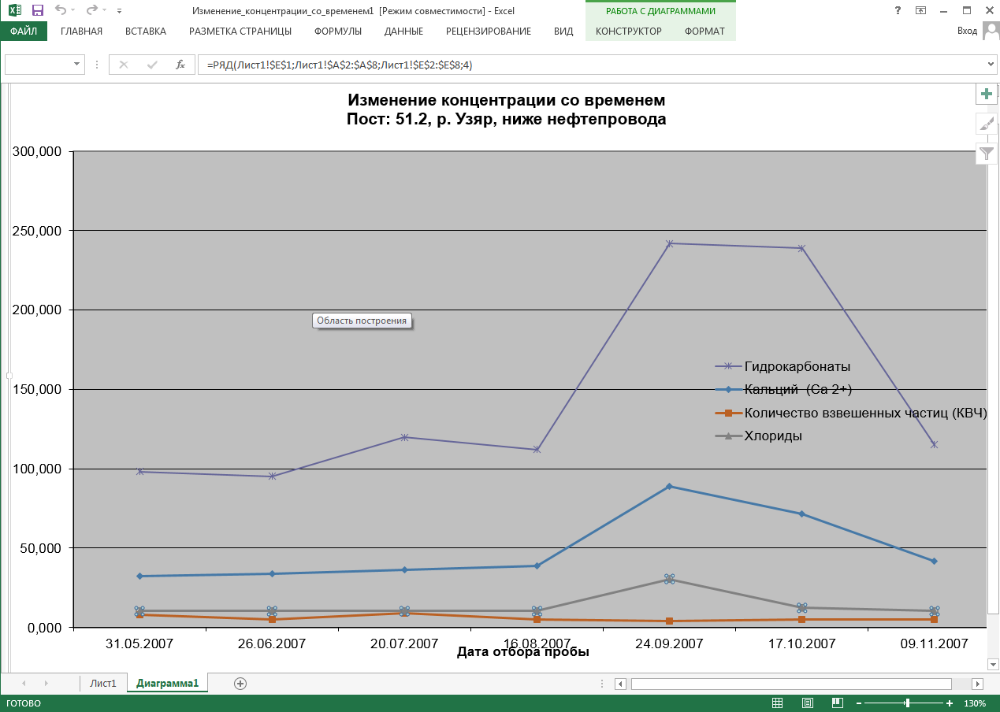 Изменение_концентрации_со_временем1 [Режим совместимости] - Excel
РАБОТА С ДИАГРАММАМИ
?
ФАЙЛ ГЛАВНАЯ ВСТАВКА РАЗМЕТКА СТРАНИЦЫ ФОРМУЛЫ ДАННЫЕ РЕЦЕНЗИРОВАНИЕ ВИД КОНСТРУКТОР ФОРМАТ Вход
fx =РЯД(Лист1!$E$1;Лист1!$A$2:$A$8;Лист1!$E$2:$E$8;4)
Изменение концентрации со временем
Пост: 51.2, р. Узяр, ниже нефтепровода
300,000
250,000
200,000
Область построения
150,000
100,000
50,000
0,000
Гидрокарбонаты
Кальций (Са 2+)
Количество взвешенных частиц (КВЧ)
Хлориды
31.05.2007 26.06.2007 20.07.2007 16.08.2007 24.09.2007 17.10.2007 09.11.2007
Дата отбора пробы
Лист1 Диаграмма1
ГОТОВО 130%